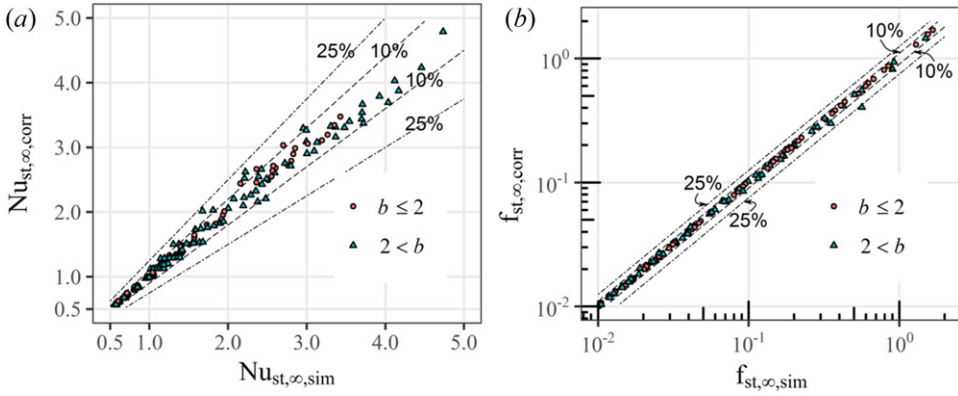 (a)
Nu_st,∞,corr
5.0
4.0
3.0
2.0
1.0
0.5
25%
10%
10%
25%
b ≤ 2
2 < b
0.5
1.0
2.0
3.0
4.0
5.0
Nu_st,∞,sim
(b)
f_st,∞,corr
10^0
10^-1
10^-2
10%
10%
25%
25%
b ≤ 2
2 < b
10^-2
10^-1
10^0
f_st,∞,sim